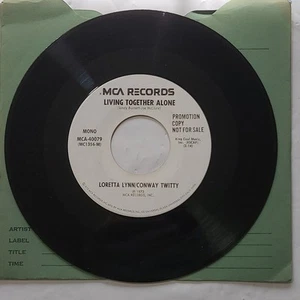 MCA RECORDS
LIVING TOGETHER ALONE
MONO
MCA-40079
PROMOTION
COPY
NOT FOR SALE
LORETTA LYNN/CONWAY TWITTY
ARTIST
LABEL
TITLE
TIME